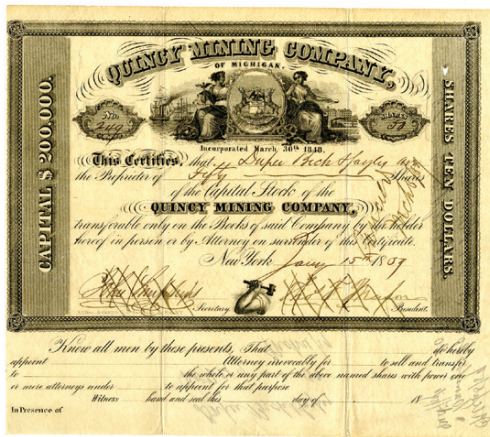 QUINCY MINING COMPANY,
OF MICHIGAN.
No. 249
SHARES 50
Incorporated March 30th 1848.
CAPITAL $ 200,000.
SHARES TEN DOLLARS.
This Certifies, that
the Proprietor of Fifty Shares
of the Capital Stock of the
QUINCY MINING COMPANY,
transferable only on the Books of said Company by the holder
thereof in person or by Attorney on surrender of this Certificate.
New York Jany 15th 1859
Secretary. President.
Know all men by these presents, That do hereby
appoint Attorney irrevocably for to sell and transfer
to the whole or any part of the above named shares with power one
or more attorneys under to appoint for that purpose
Witness hand and seal this day of 18
In Presence of